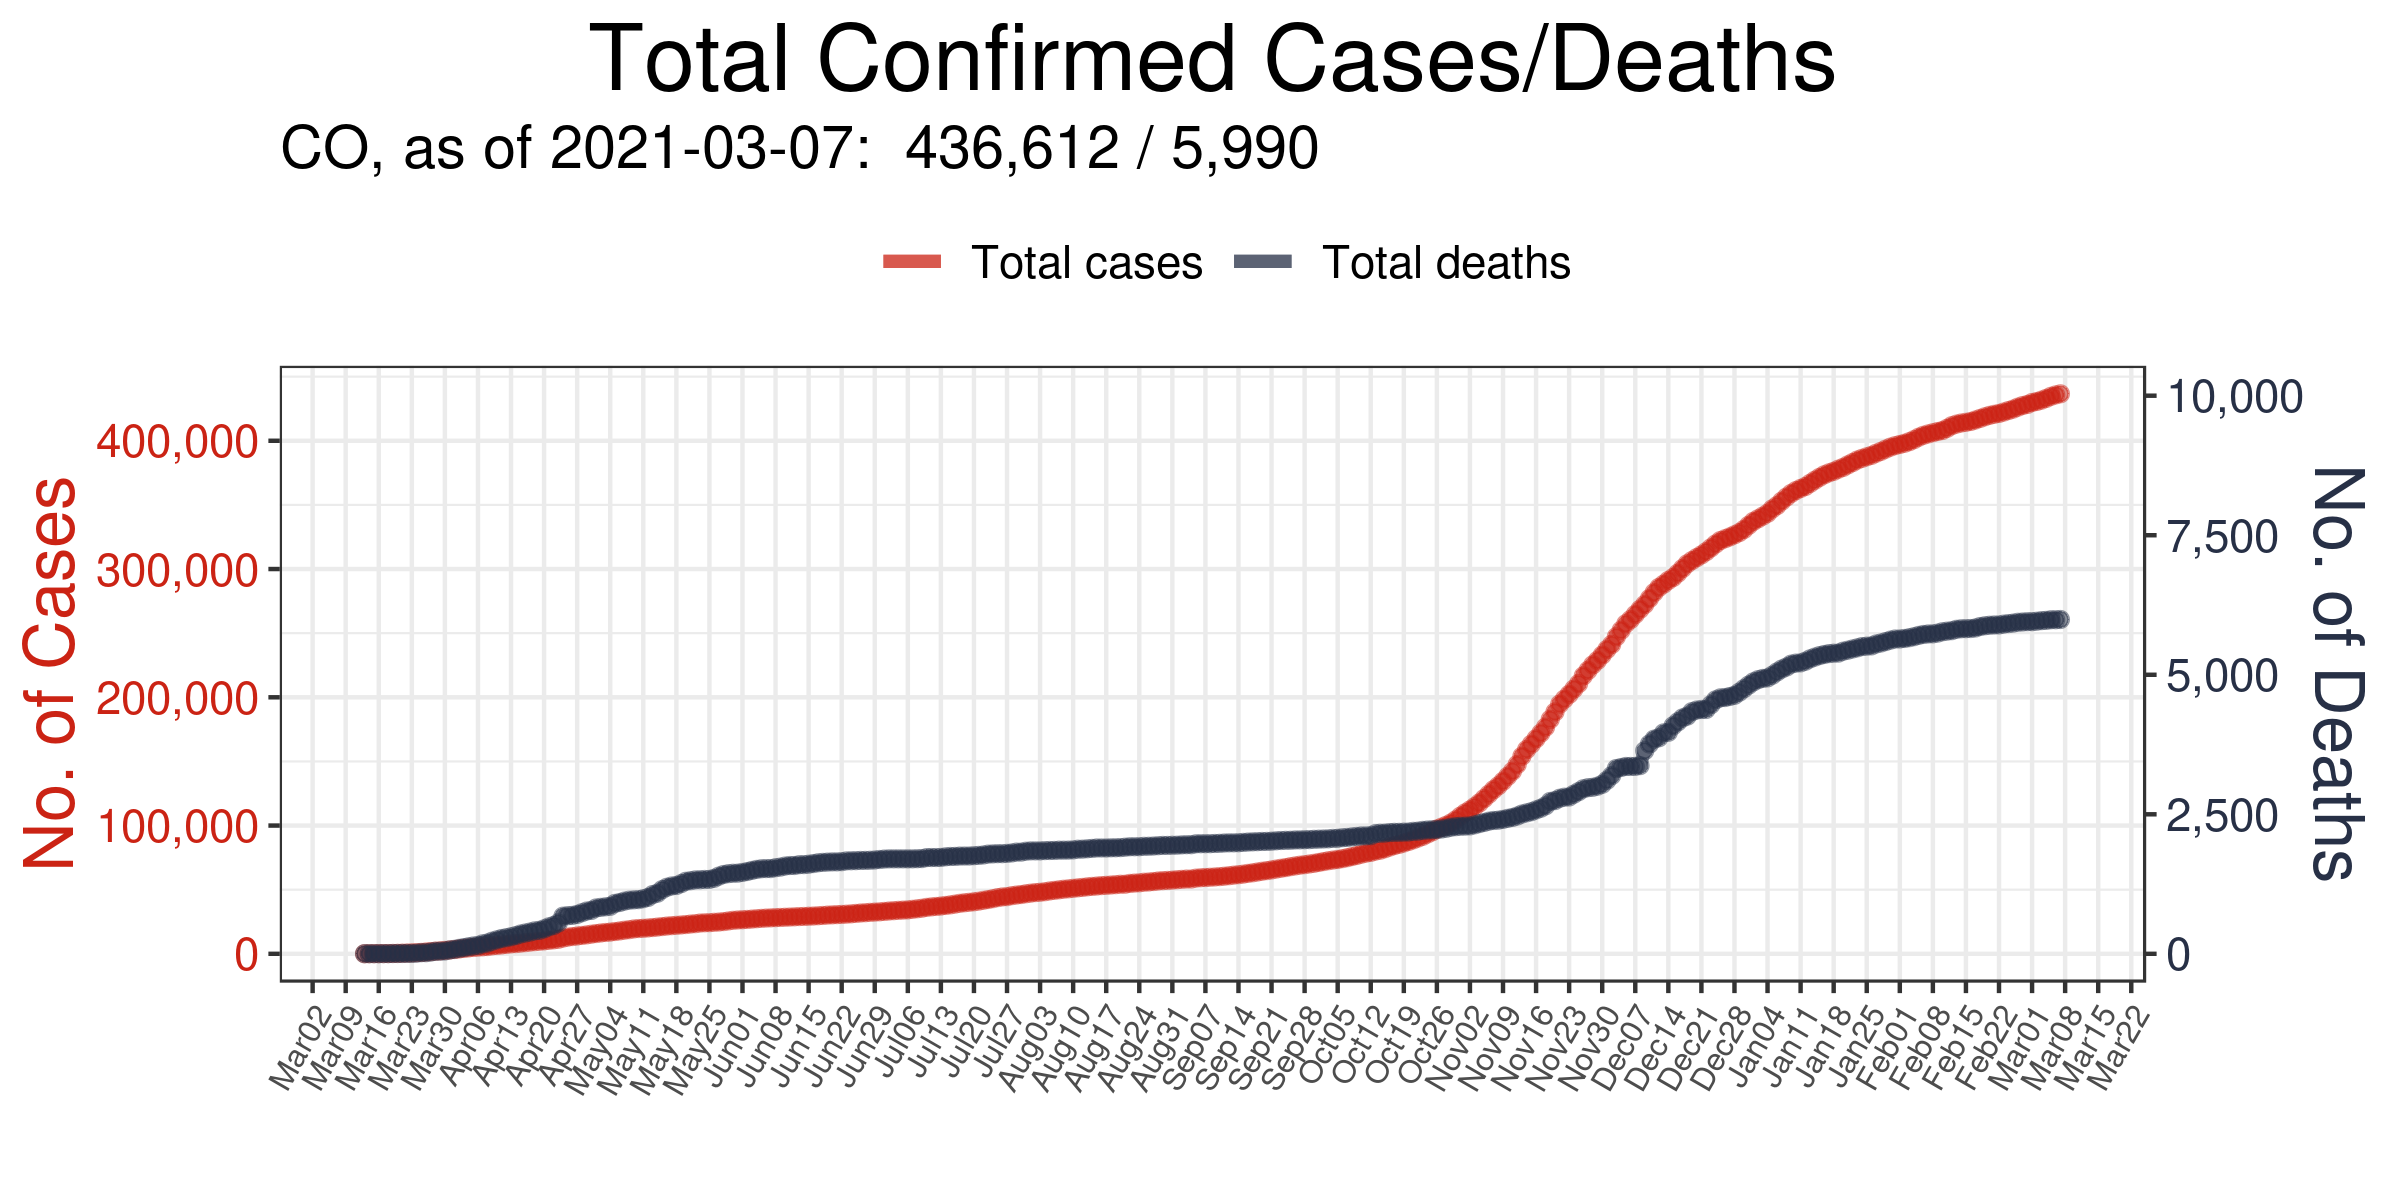 Total Confirmed Cases/Deaths
CO, as of 2021-03-07:  436,612 / 5,990
Total cases
Total deaths
No. of Cases
400,000
300,000
200,000
100,000
0
10,000
7,500
5,000
2,500
0
No. of Deaths
Mar02
Mar09
Mar16
Mar23
Mar30
Apr06
Apr13
Apr20
Apr27
May04
May11
May18
May25
Jun01
Jun08
Jun15
Jun22
Jun29
Jul06
Jul13
Jul20
Jul27
Aug03
Aug10
Aug17
Aug24
Aug31
Sep07
Sep14
Sep21
Sep28
Oct05
Oct12
Oct19
Oct26
Nov02
Nov09
Nov16
Nov23
Nov30
Dec07
Dec14
Dec21
Dec28
Jan04
Jan11
Jan18
Jan25
Feb01
Feb08
Feb15
Feb22
Mar01
Mar08
Mar15
Mar22